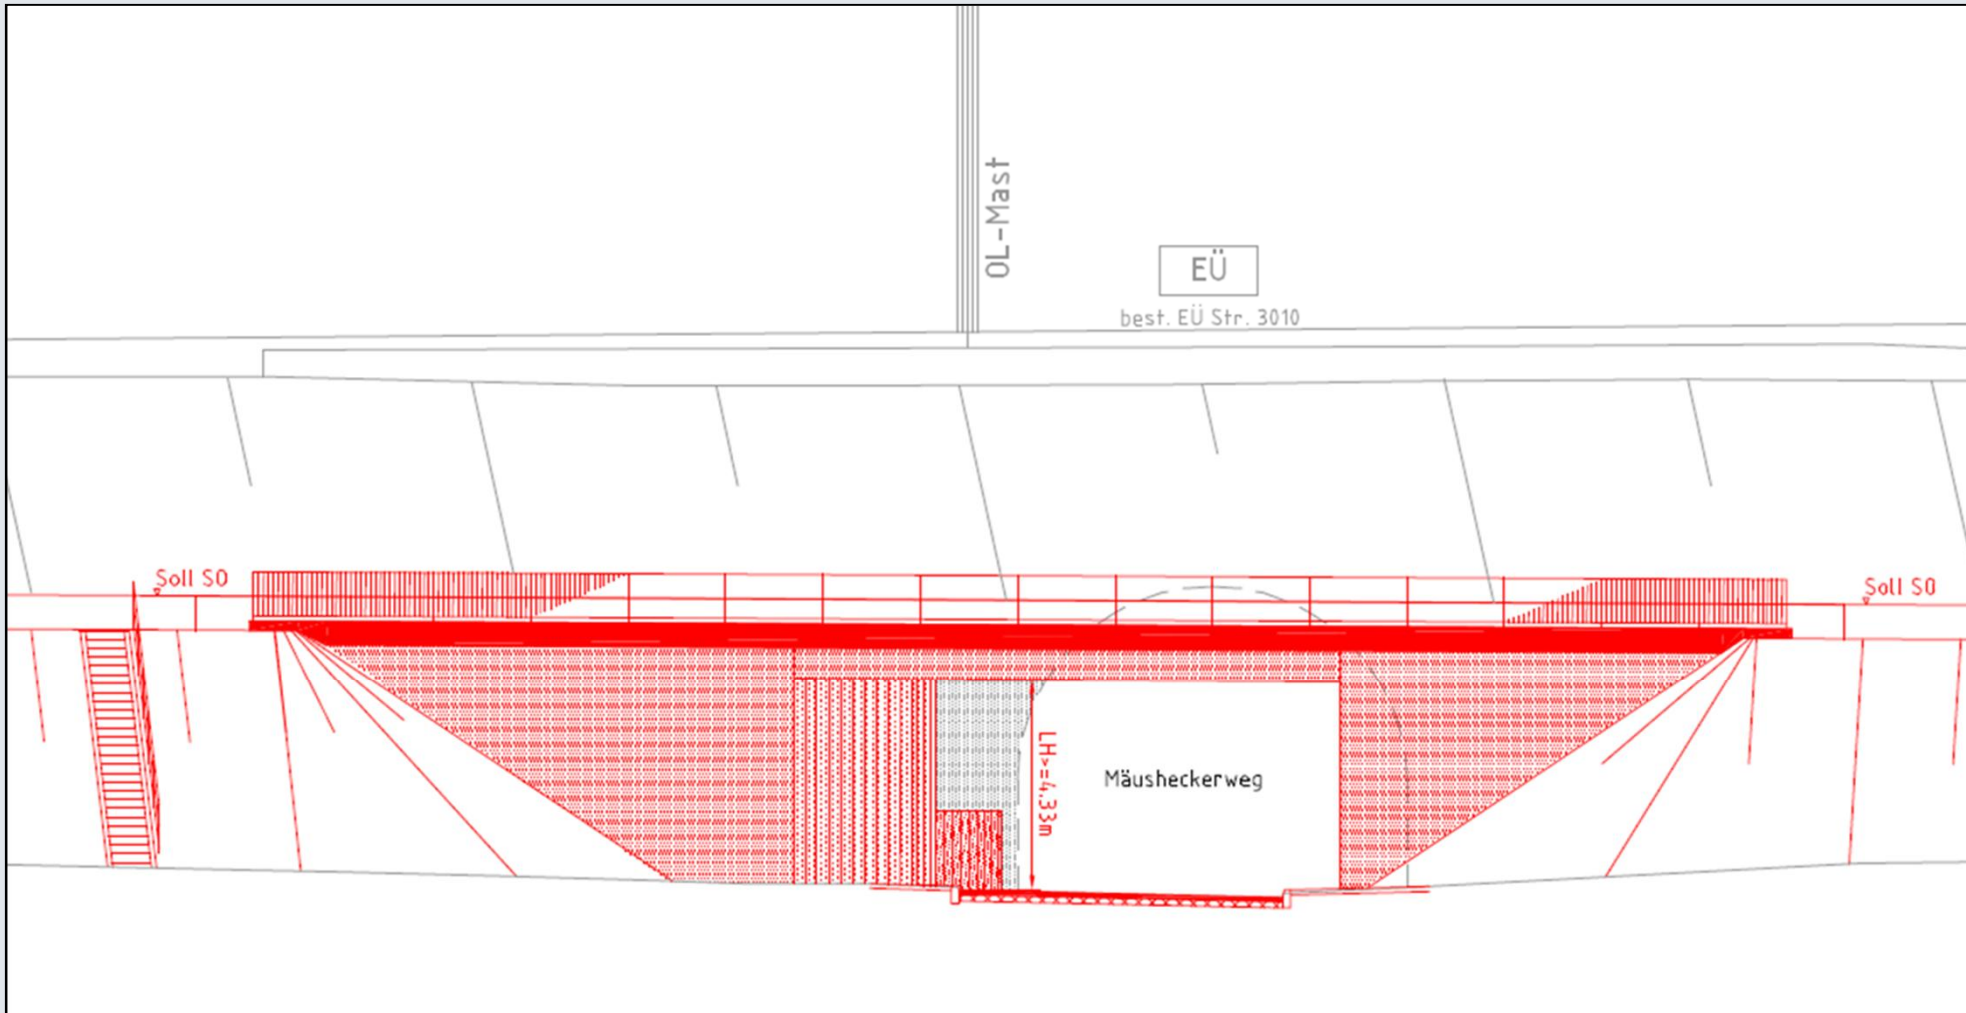 OL-Mast
EÜ
best. EÜ Str. 3010
Soll SO
Soll SO
LH>=4.33m
Mäusheckerweg